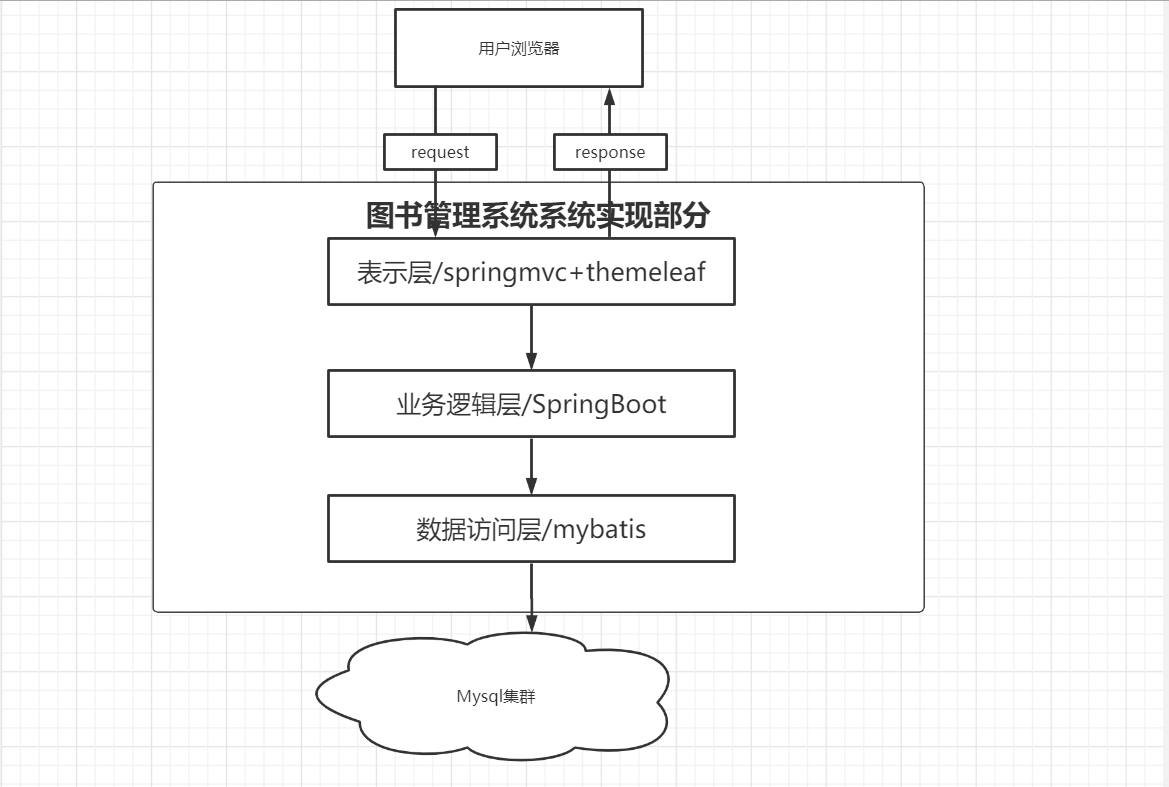 用户浏览器
request
response
图书管理系统系统实现部分
表示层/springmvc+themeleaf
业务逻辑层/SpringBoot
数据访问层/mybatis
Mysql集群